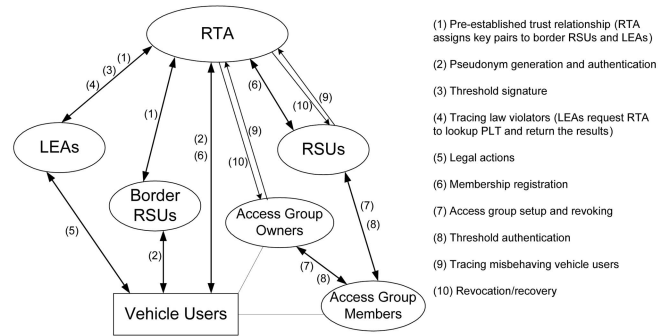 RTA
(1)
(3)
(4)
(1)
(2)
(6)
(9)
(10)
(6)
(9)
(10)
LEAs
RSUs
Border
RSUs
Access Group
Owners
(5)
(2)
(7)
(8)
(7)
(8)
Vehicle Users
Access Group
Members
(1) Pre-established trust relationship (RTA
assigns key pairs to border RSUs and LEAs)
(2) Pseudonym generation and authentication
(3) Threshold signature
(4) Tracing law violators (LEAs request RTA
to lookup PLT and return the results)
(5) Legal actions
(6) Membership registration
(7) Access group setup and revoking
(8) Threshold authentication
(9) Tracing misbehaving vehicle users
(10) Revocation/recovery